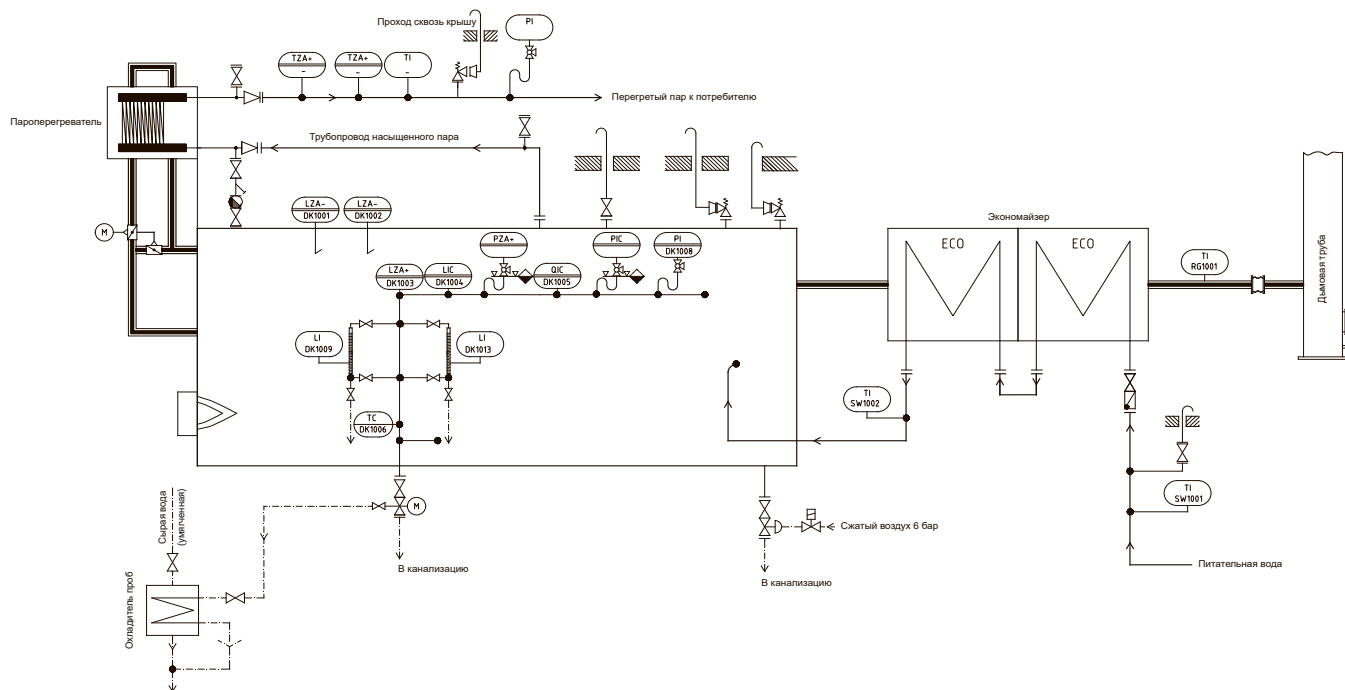 Проход сквозь крышу
PI
TZA+
-
TZA+
-
TI
-
Перегретый пар к потребителю
Пароперегреватель
Трубопровод насыщенного пара
LZA-
DK1001
LZA-
DK1002
M
Экономайзер
ECO
ECO
TI
RG1001
Дымовая труба
PZA+
PIC
PI
DK1008
LZA+
DK1003
LIC
DK1004
QIC
DK1005
LI
DK1009
LI
DK1013
TC
DK1006
TI
SW1002
TI
SW1001
M
Сырая вода
(умягченная)
Сжатый воздух 6 бар
В канализацию
В канализацию
Питательная вода
Охладитель проб